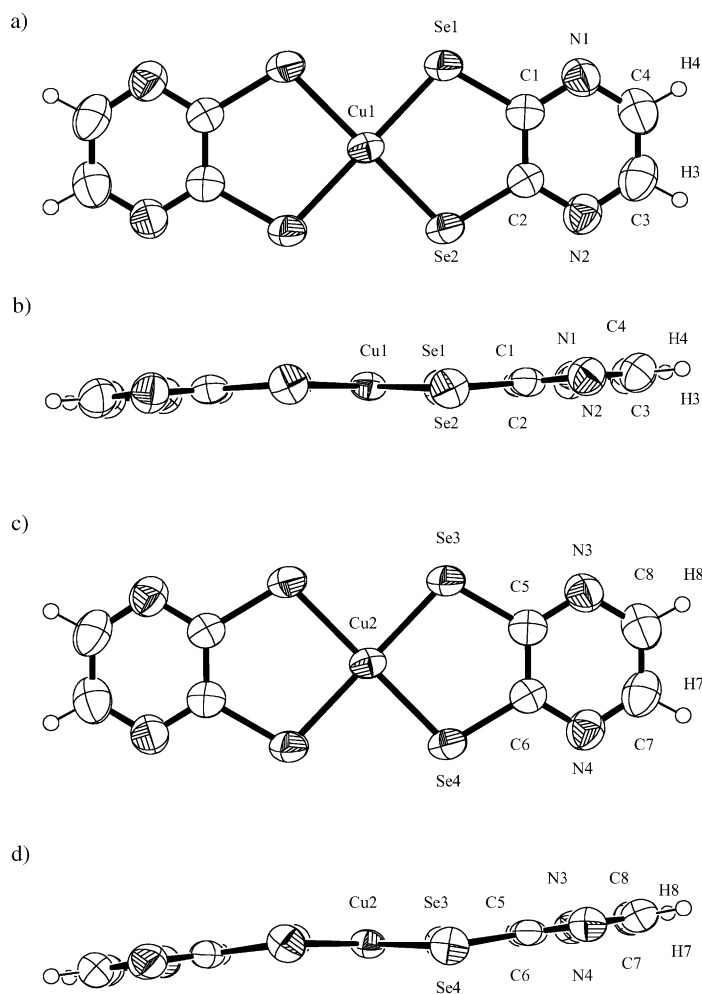 a)
Se1 N1
C1 C4 H4
Cu1
H3
C2 C3
Se2 N2
b)
C4
N1
Cu1 Se1 C1 H4
Se2 C2 N2 C3 H3
c)
Se3 N3
C5 C8 H8
Cu2
H7
C6 C7
Se4 N4
d)
N3 C8
H8
Cu2 Se3 C5
H7
C6 N4 C7
Se4